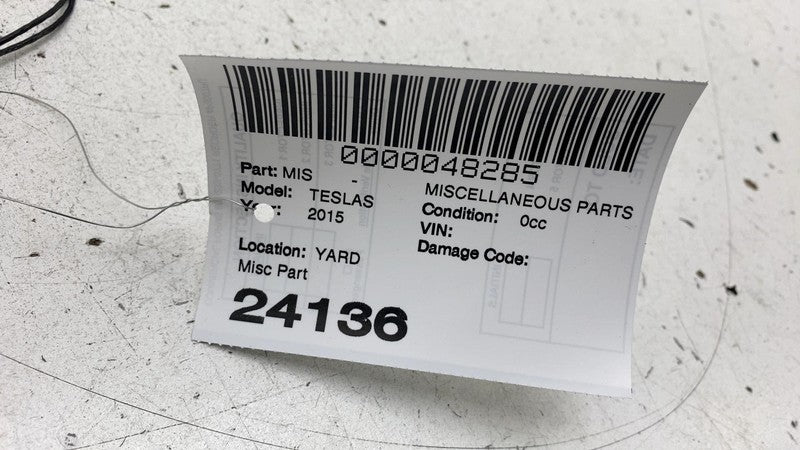 0000048285
Part: MIS -
MISCELLANEOUS PARTS
Model: TESLAS
Condition: 0cc
Year: 2015
VIN:
Damage Code:
Location: YARD
Misc Part
24136